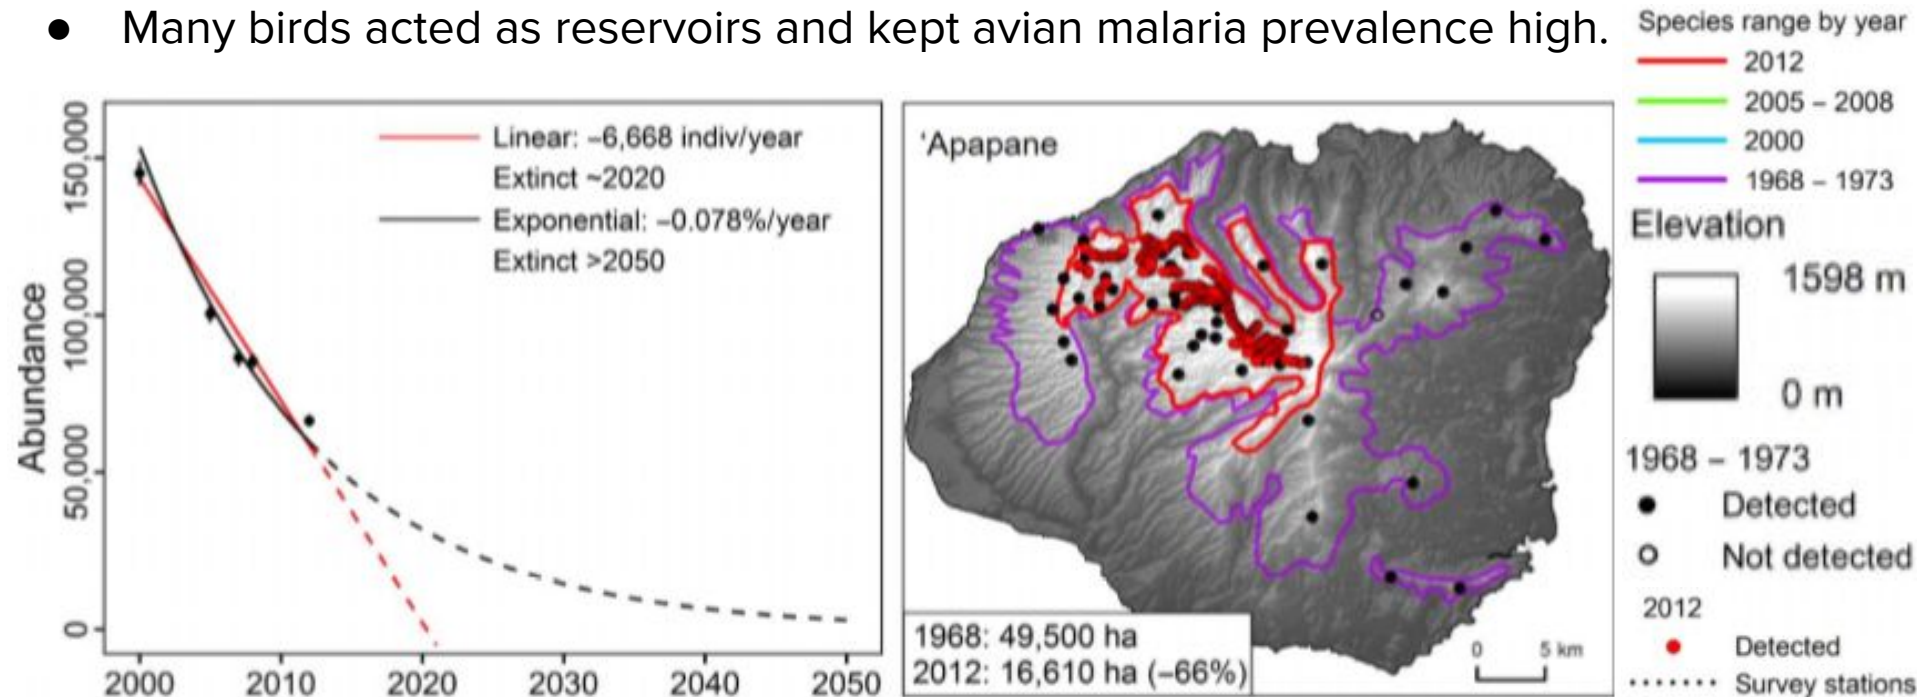 ● Many birds acted as reservoirs and kept avian malaria prevalence high.
Abundance
150,000
100,000
50,000
0
2000 2010 2020 2030 2040 2050
Linear: −6,668 indiv/year
Extinct ~2020
Exponential: −0.078%/year
Extinct >2050
ʻApapane
1968: 49,500 ha
2012: 16,610 ha (−66%)
0 5 km
Species range by year
2012
2005 – 2008
2000
1968 – 1973
Elevation
1598 m
0 m
1968 – 1973
Detected
Not detected
2012
Detected
Survey stations